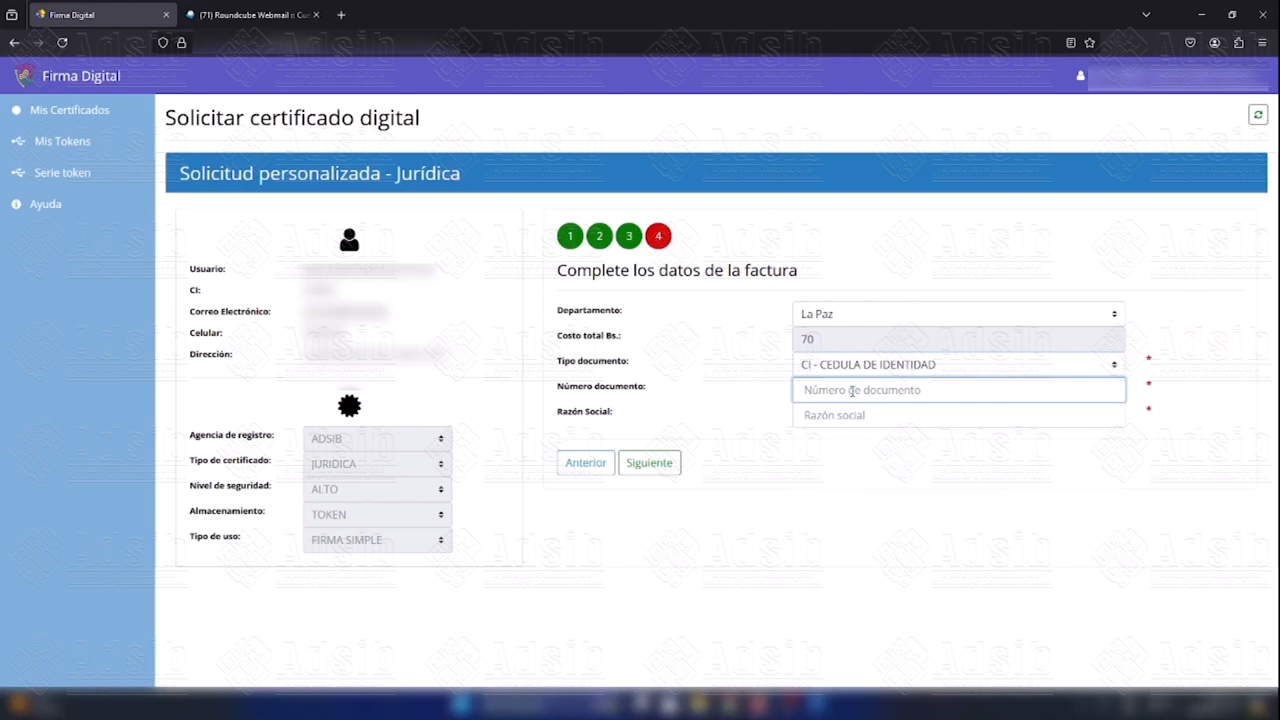 Firma Digital
(71) Roundcube Webmail :: Cu
Firma Digital
Mis Certificados
Mis Tokens
Serie token
Ayuda
Solicitar certificado digital
Solicitud personalizada - Jurídica
Usuario:
CI:
Correo Electrónico:
Celular:
Dirección:
Agencia de registro: ADSIB
Tipo de certificado: JURIDICA
Nivel de seguridad: ALTO
Almacenamiento: TOKEN
Tipo de uso: FIRMA SIMPLE
1 2 3 4
Complete los datos de la factura
Departamento: La Paz
Costo total Bs.: 70
Tipo documento: CI - CEDULA DE IDENTIDAD *
Número documento: Número de documento *
Razón Social: Razón social *
Anterior Siguiente
Adsib